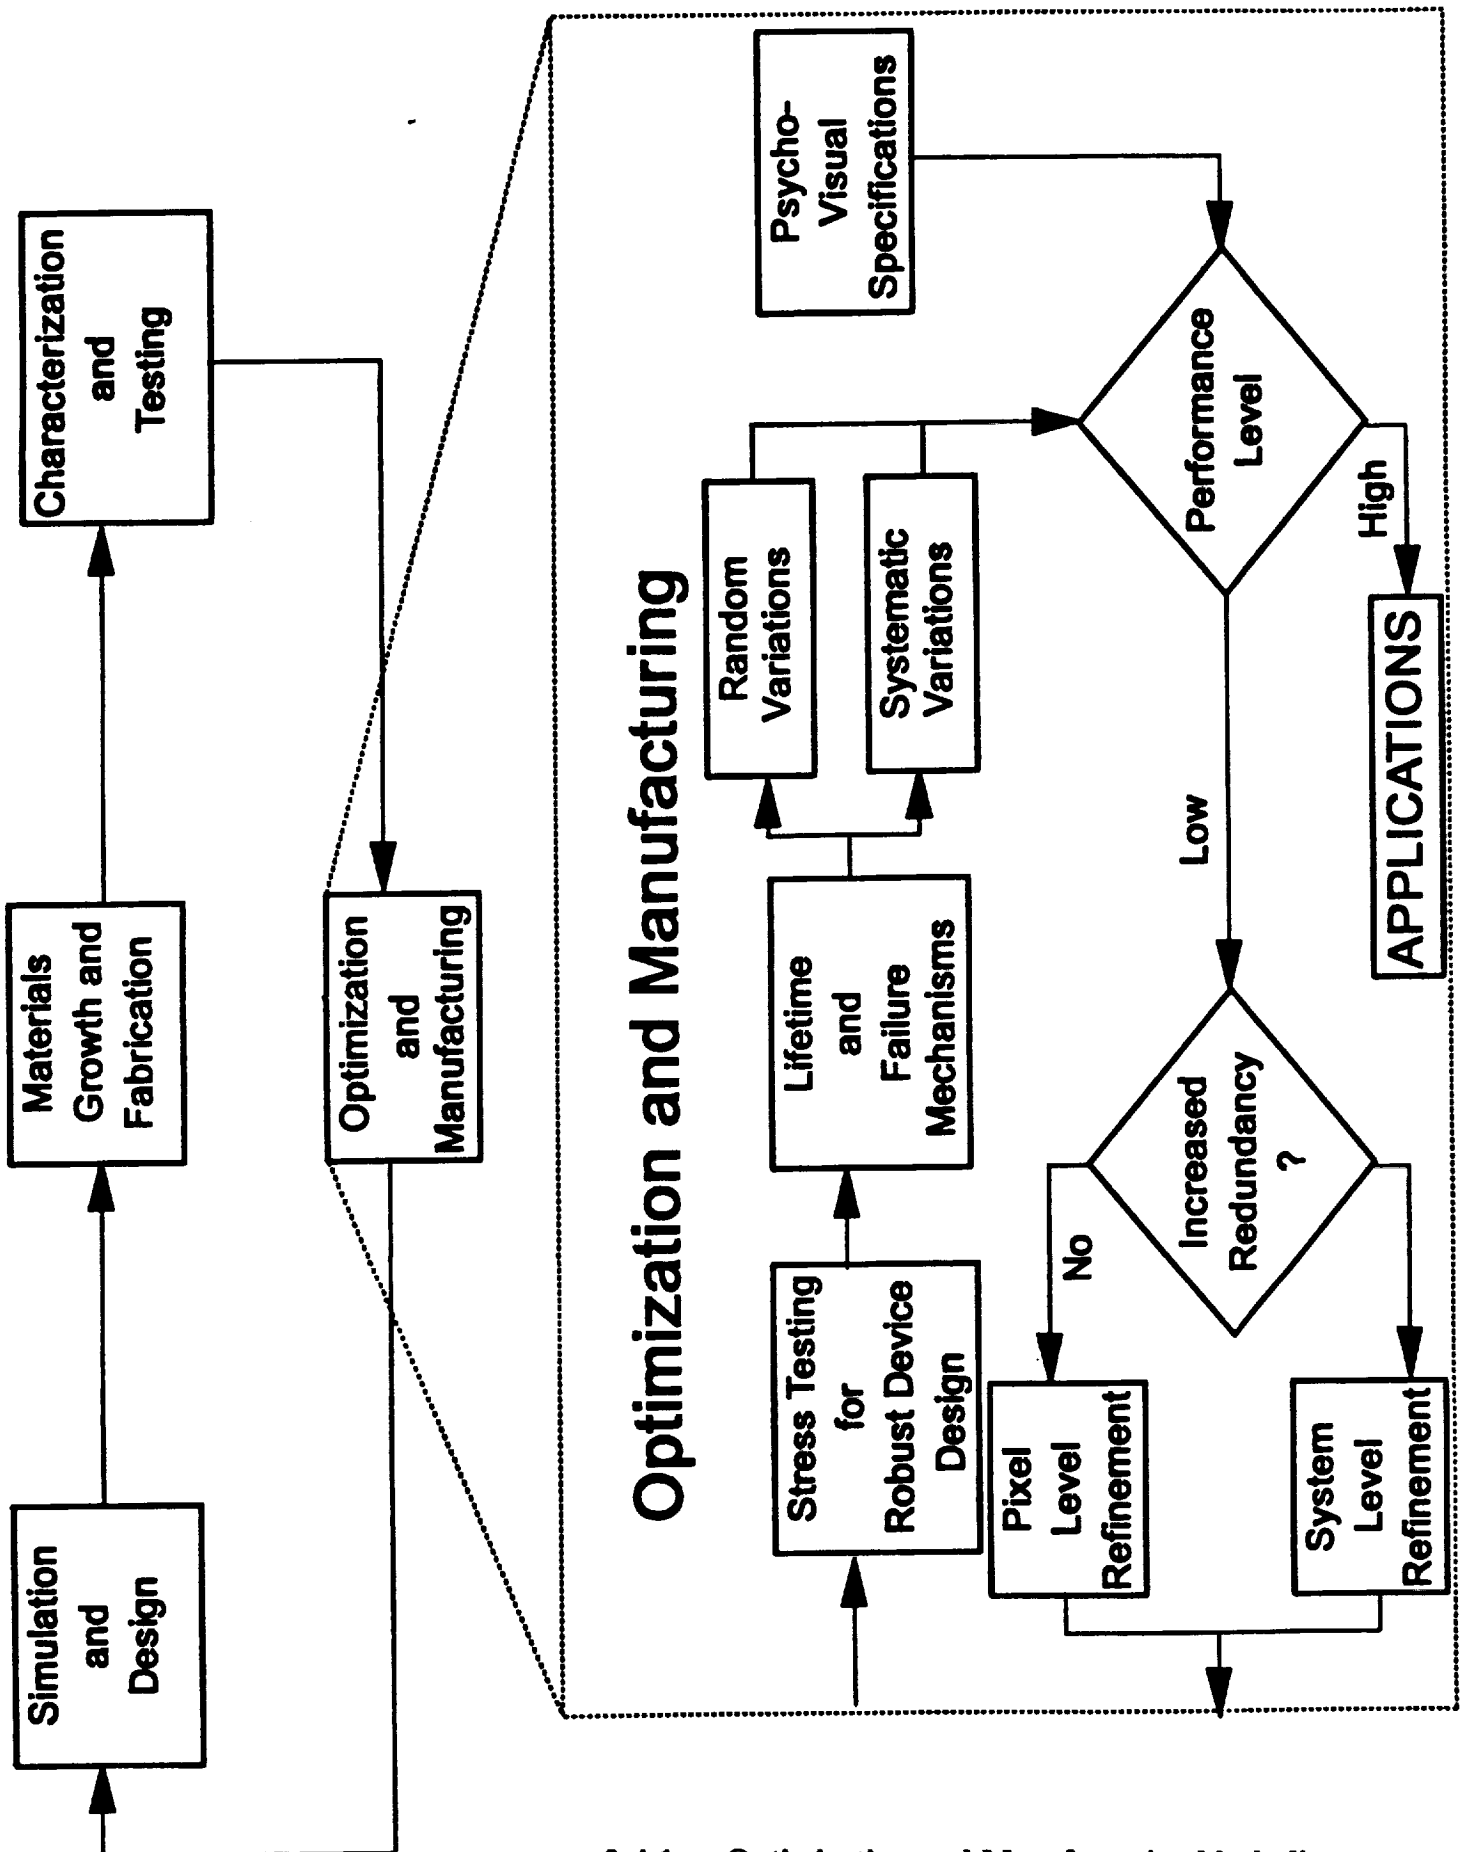 Simulation
and
Design
Materials
Growth and
Fabrication
Characterization
and
Testing
Optimization
and
Manufacturing
Optimization and Manufacturing
Stress Testing
for
Robust Device
Design
Lifetime
and
Failure
Mechanisms
Random
Variations
Systematic
Variations
Psycho-
Visual
Specifications
Performance
Level
High
APPLICATIONS
Low
Increased
Redundancy
?
No
Pixel
Level
Refinement
System
Level
Refinement